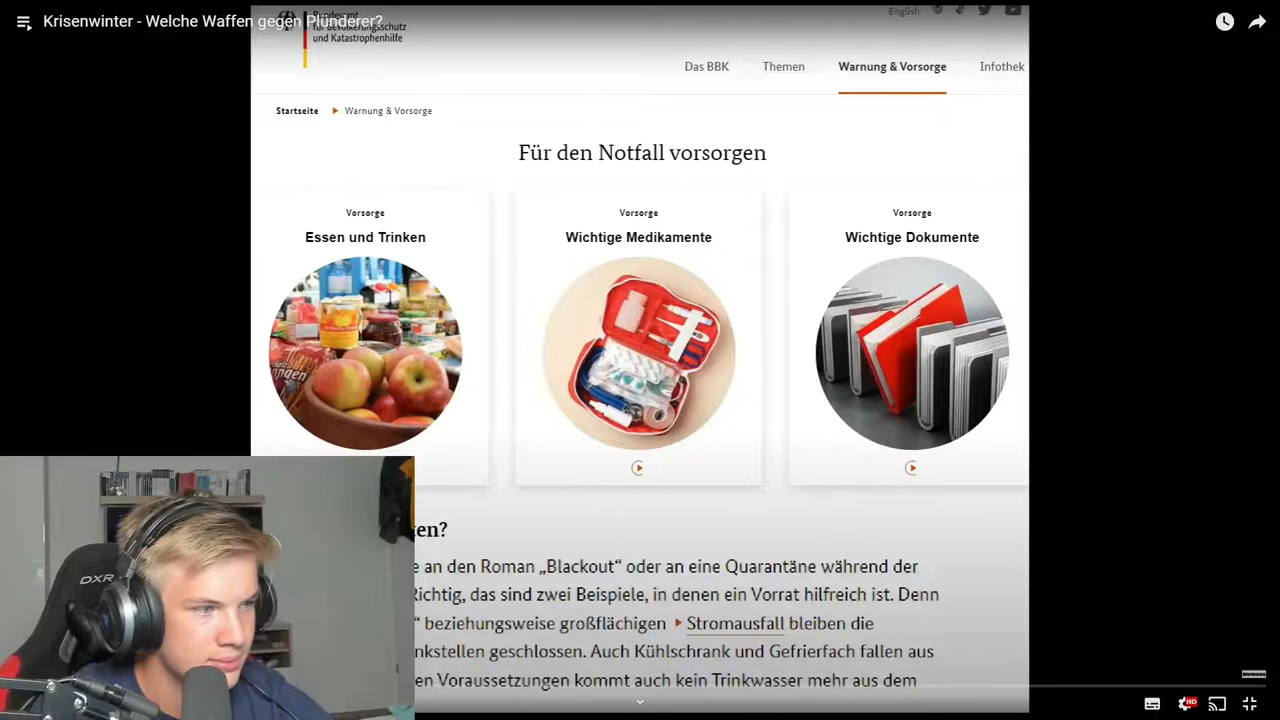 Krisenwinter - Welche Waffen gegen Plünderer?
Bundesamt
für Bevölkerungsschutz
und Katastrophenhilfe
English
Das BBK
Themen
Warnung & Vorsorge
Infothek
Startseite
Warnung & Vorsorge
Für den Notfall vorsorgen
Vorsorge
Essen und Trinken
Vorsorge
Wichtige Medikamente
Vorsorge
Wichtige Dokumente
DXR
e an den Roman „Blackout“ oder an eine Quarantäne während der
Richtig, das sind zwei Beispiele, in denen ein Vorrat hilfreich ist. Denn
“ beziehungsweise großflächigen Stromausfall bleiben die
nkstellen geschlossen. Auch Kühlschrank und Gefrierfach fallen aus
en Voraussetzungen kommt auch kein Trinkwasser mehr aus dem
HD